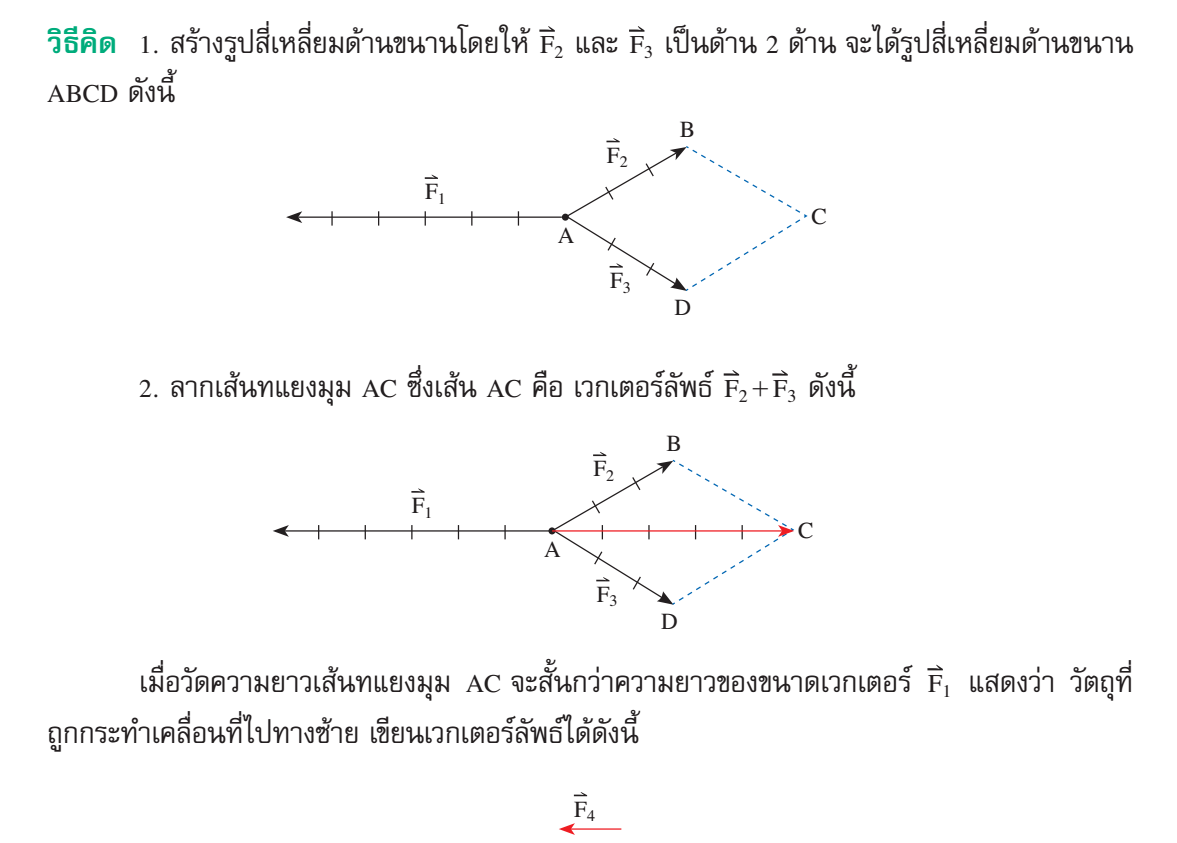 วิธีคิด 1. สร้างรูปสี่เหลี่ยมด้านขนานโดยให้ F⃗₂ และ F⃗₃ เป็นด้าน 2 ด้าน จะได้รูปสี่เหลี่ยมด้านขนาน
ABCD ดังนี้
B
F⃗₂
F⃗₁
C
A
F⃗₃
D
2. ลากเส้นทแยงมุม AC ซึ่งเส้น AC คือ เวกเตอร์ลัพธ์ F⃗₂+F⃗₃ ดังนี้
B
F⃗₂
F⃗₁
C
A
F⃗₃
D
เมื่อวัดความยาวเส้นทแยงมุม AC จะสั้นกว่าความยาวของขนาดเวกเตอร์ F⃗₁ แสดงว่า วัตถุที่
ถูกกระทำเคลื่อนที่ไปทางซ้าย เขียนเวกเตอร์ลัพธ์ได้ดังนี้
F⃗₄